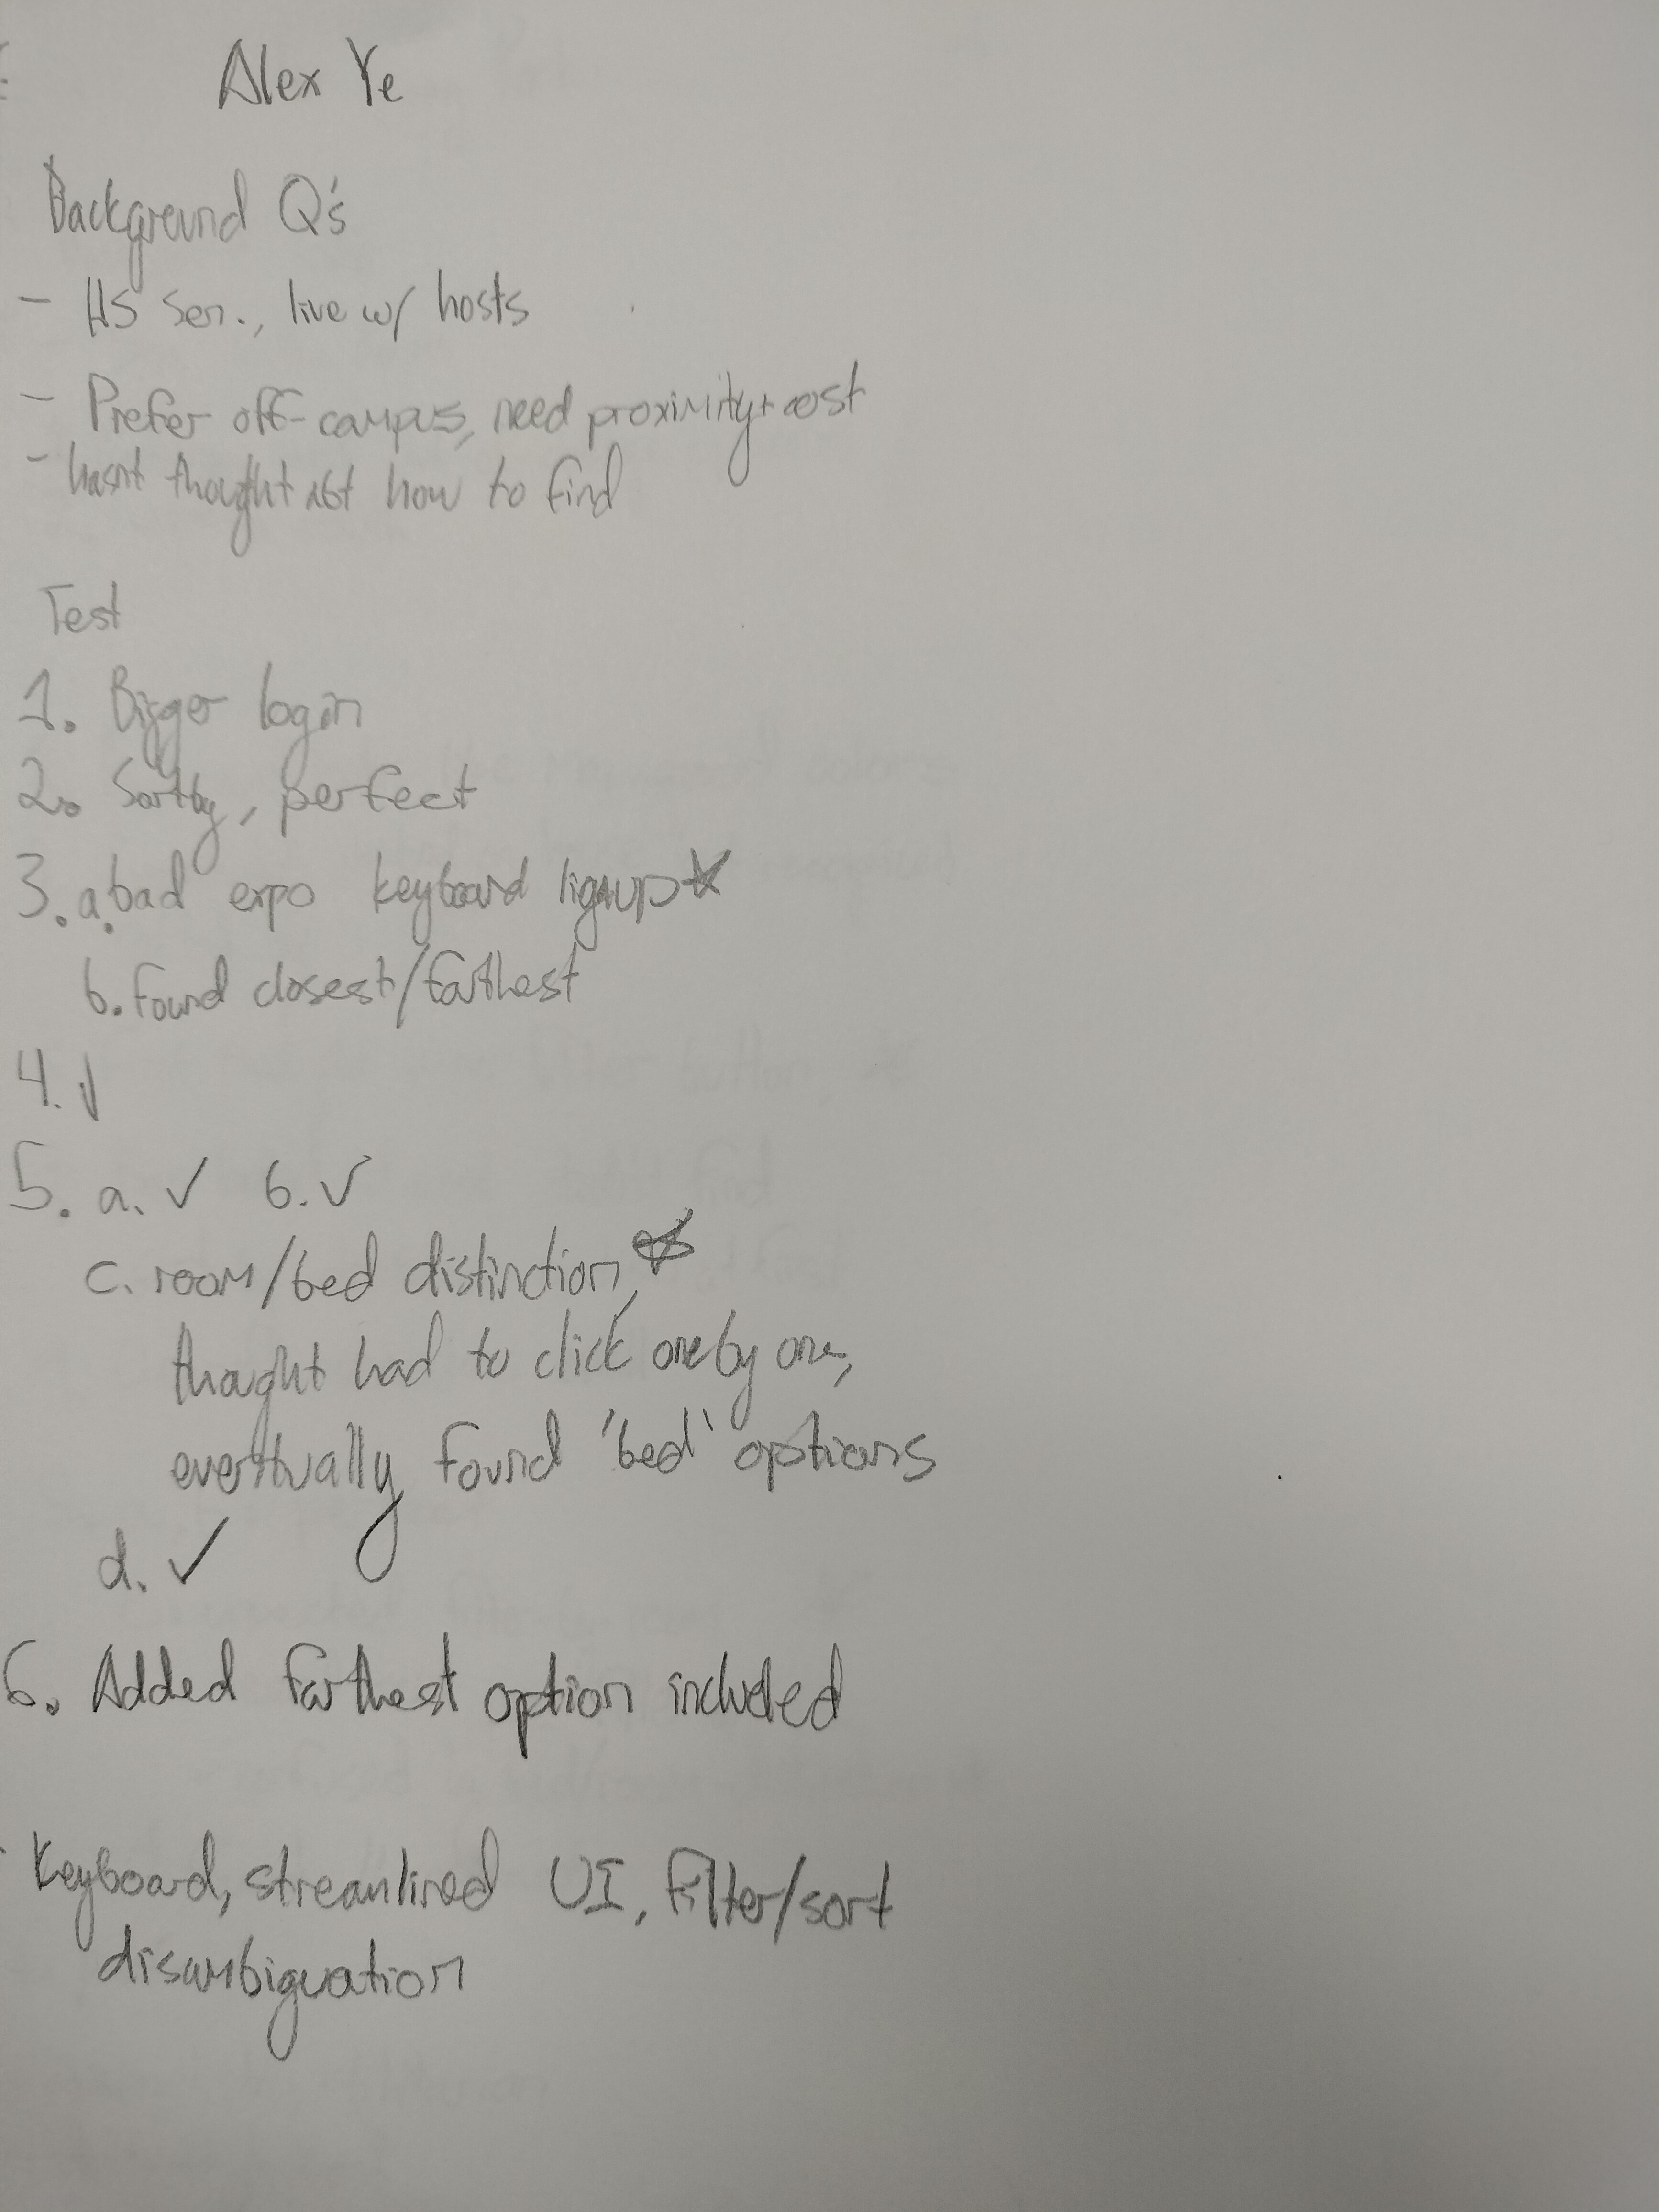 Alex Ye
Background Q's
- HS Sen., live w/ hosts
- Prefer off-campus, need proximity + cost
- hasnt thought abt how to find
Test
1. Bigger login
2. Sortby, perfect
3. a. bad expo keyboard
b. Found closest/farthest
4. ✓
5. a. ✓ b. ✓
c. room/bed distinction,
thought had to click one by one,
eventually found 'bed' options
d. ✓
6. Added farthest option included
Keyboard, streamlined UI, Filter/sort
disambiguation